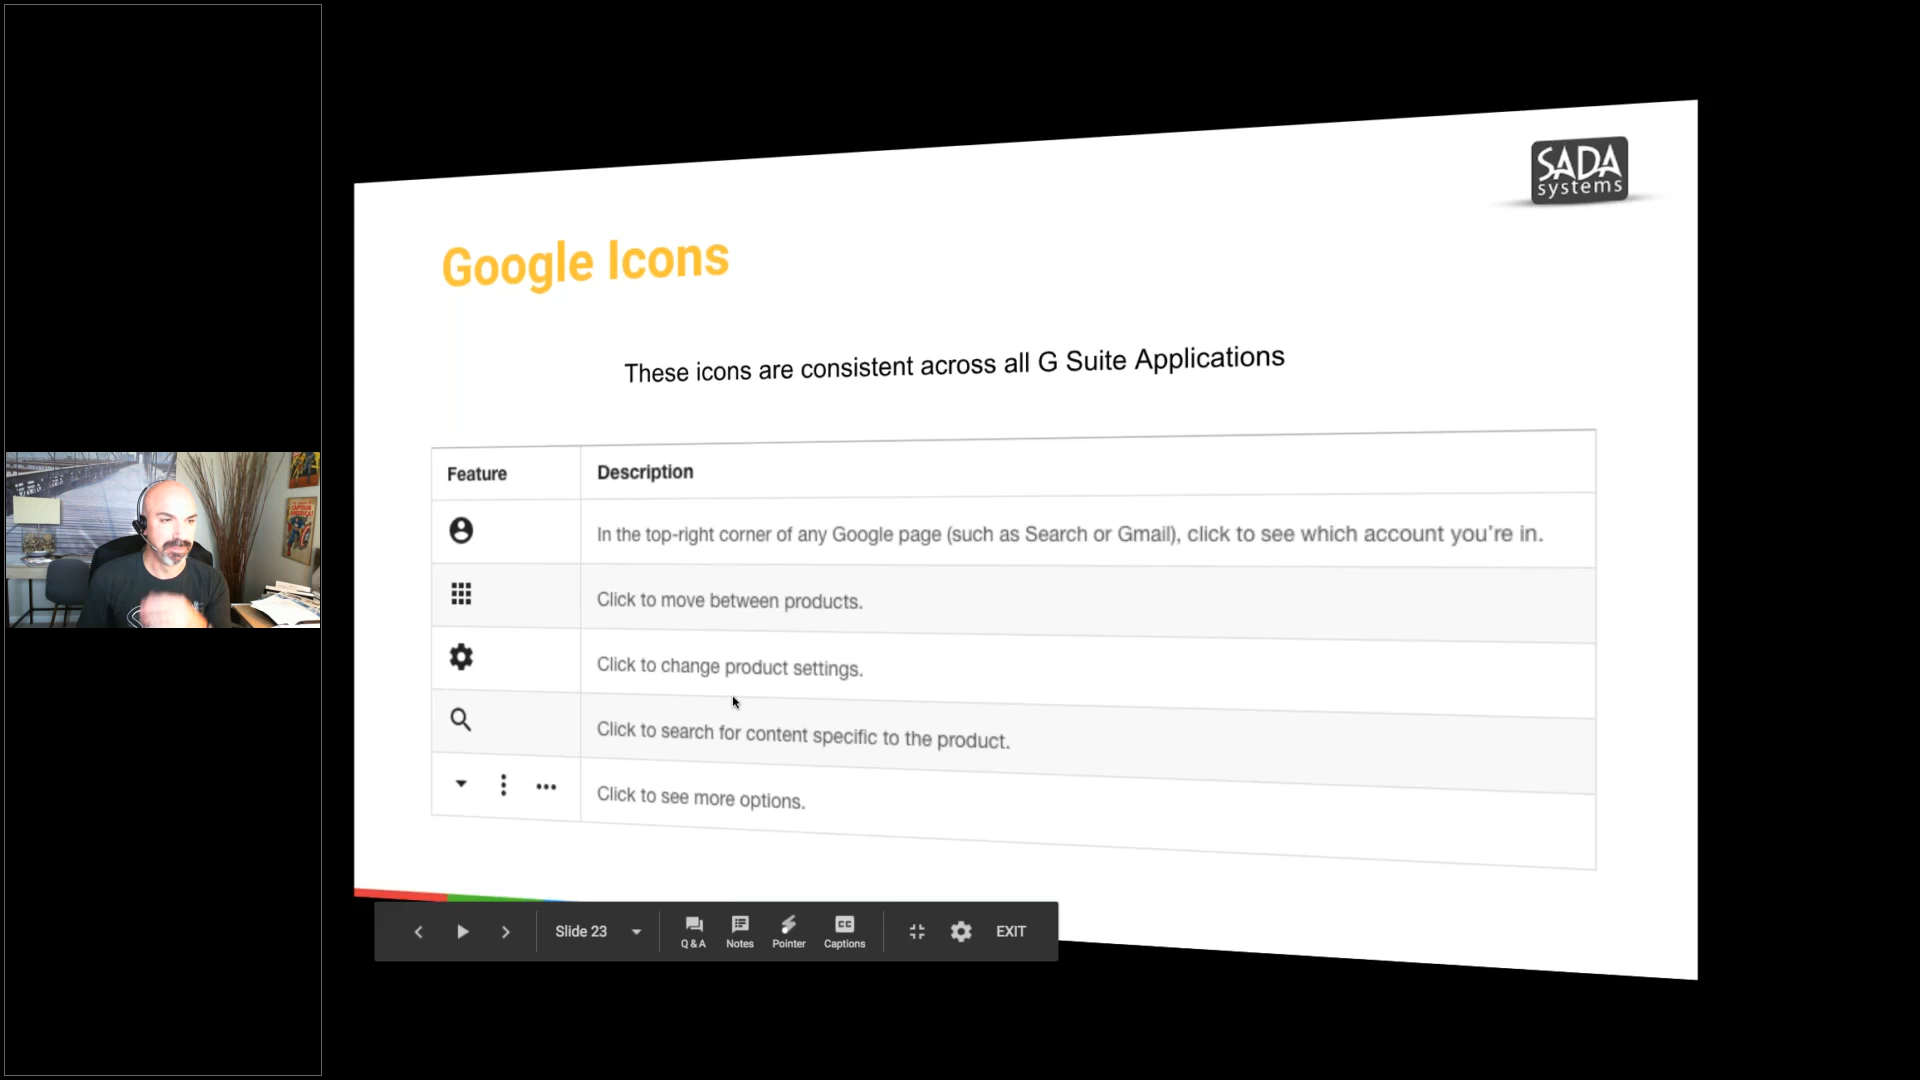 SADA
systems
Google Icons
These icons are consistent across all G Suite Applications
Feature Description
In the top-right corner of any Google page (such as Search or Gmail), click to see which account you're in.
Click to move between products.
Click to change product settings.
Click to search for content specific to the product.
Click to see more options.
CAPTAIN
AMERICA
Slide 23 Q & A Notes Pointer CC Captions EXIT